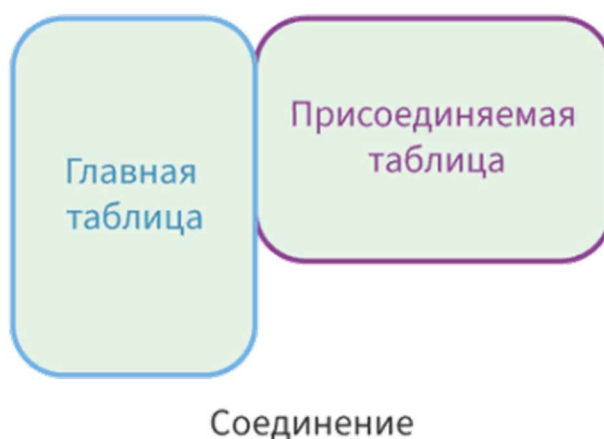 Главная
таблица
Присоединяемая
таблица
Соединение